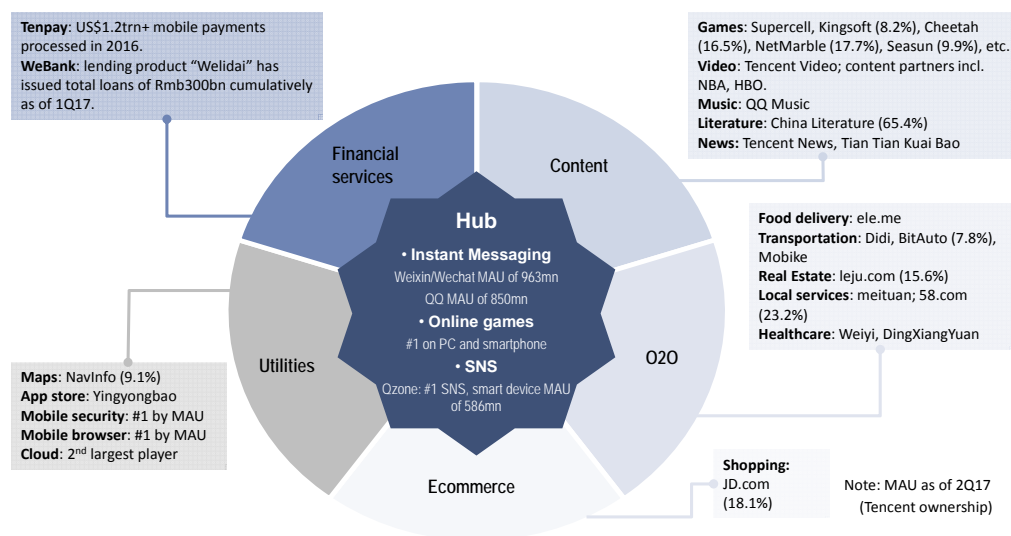 Tenpay: US$1.2trn+ mobile payments
processed in 2016.
WeBank: lending product “Welidai” has
issued total loans of Rmb300bn cumulatively
as of 1Q17.
Games: Supercell, Kingsoft (8.2%), Cheetah
(16.5%), NetMarble (17.7%), Seasun (9.9%), etc.
Video: Tencent Video; content partners incl.
NBA, HBO.
Music: QQ Music
Literature: China Literature (65.4%)
News: Tencent News, Tian Tian Kuai Bao
Financial
services
Content
Hub
• Instant Messaging
Weixin/Wechat MAU of 963mn
QQ MAU of 850mn
• Online games
#1 on PC and smartphone
• SNS
Qzone: #1 SNS, smart device MAU
of 586mn
Food delivery: ele.me
Transportation: Didi, BitAuto (7.8%),
Mobike
Real Estate: leju.com (15.6%)
Local services: meituan; 58.com
(23.2%)
Healthcare: Weiyi, DingXiangYuan
Utilities
O2O
Maps: NavInfo (9.1%)
App store: Yingyongbao
Mobile security: #1 by MAU
Mobile browser: #1 by MAU
Cloud: 2nd largest player
Ecommerce
Shopping:
JD.com
(18.1%)
Note: MAU as of 2Q17
(Tencent ownership)